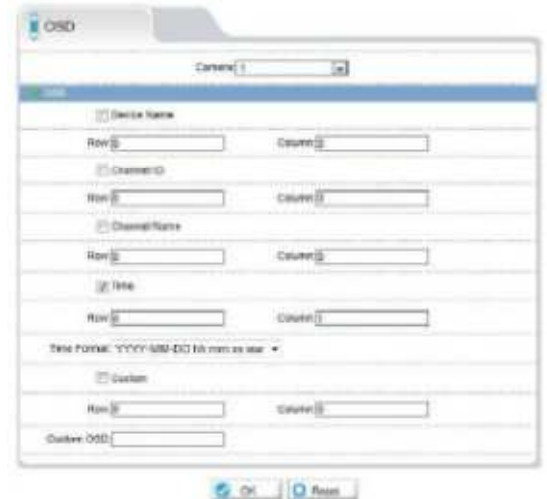 OSD
Camera: 1
Device Name
Row: Column:
Channel ID
Row: Column:
Channel Name
Row: Column:
Time
Row: Column:
Time Format:
Custom
Row: Column:
Custom OSD:
OK Reset